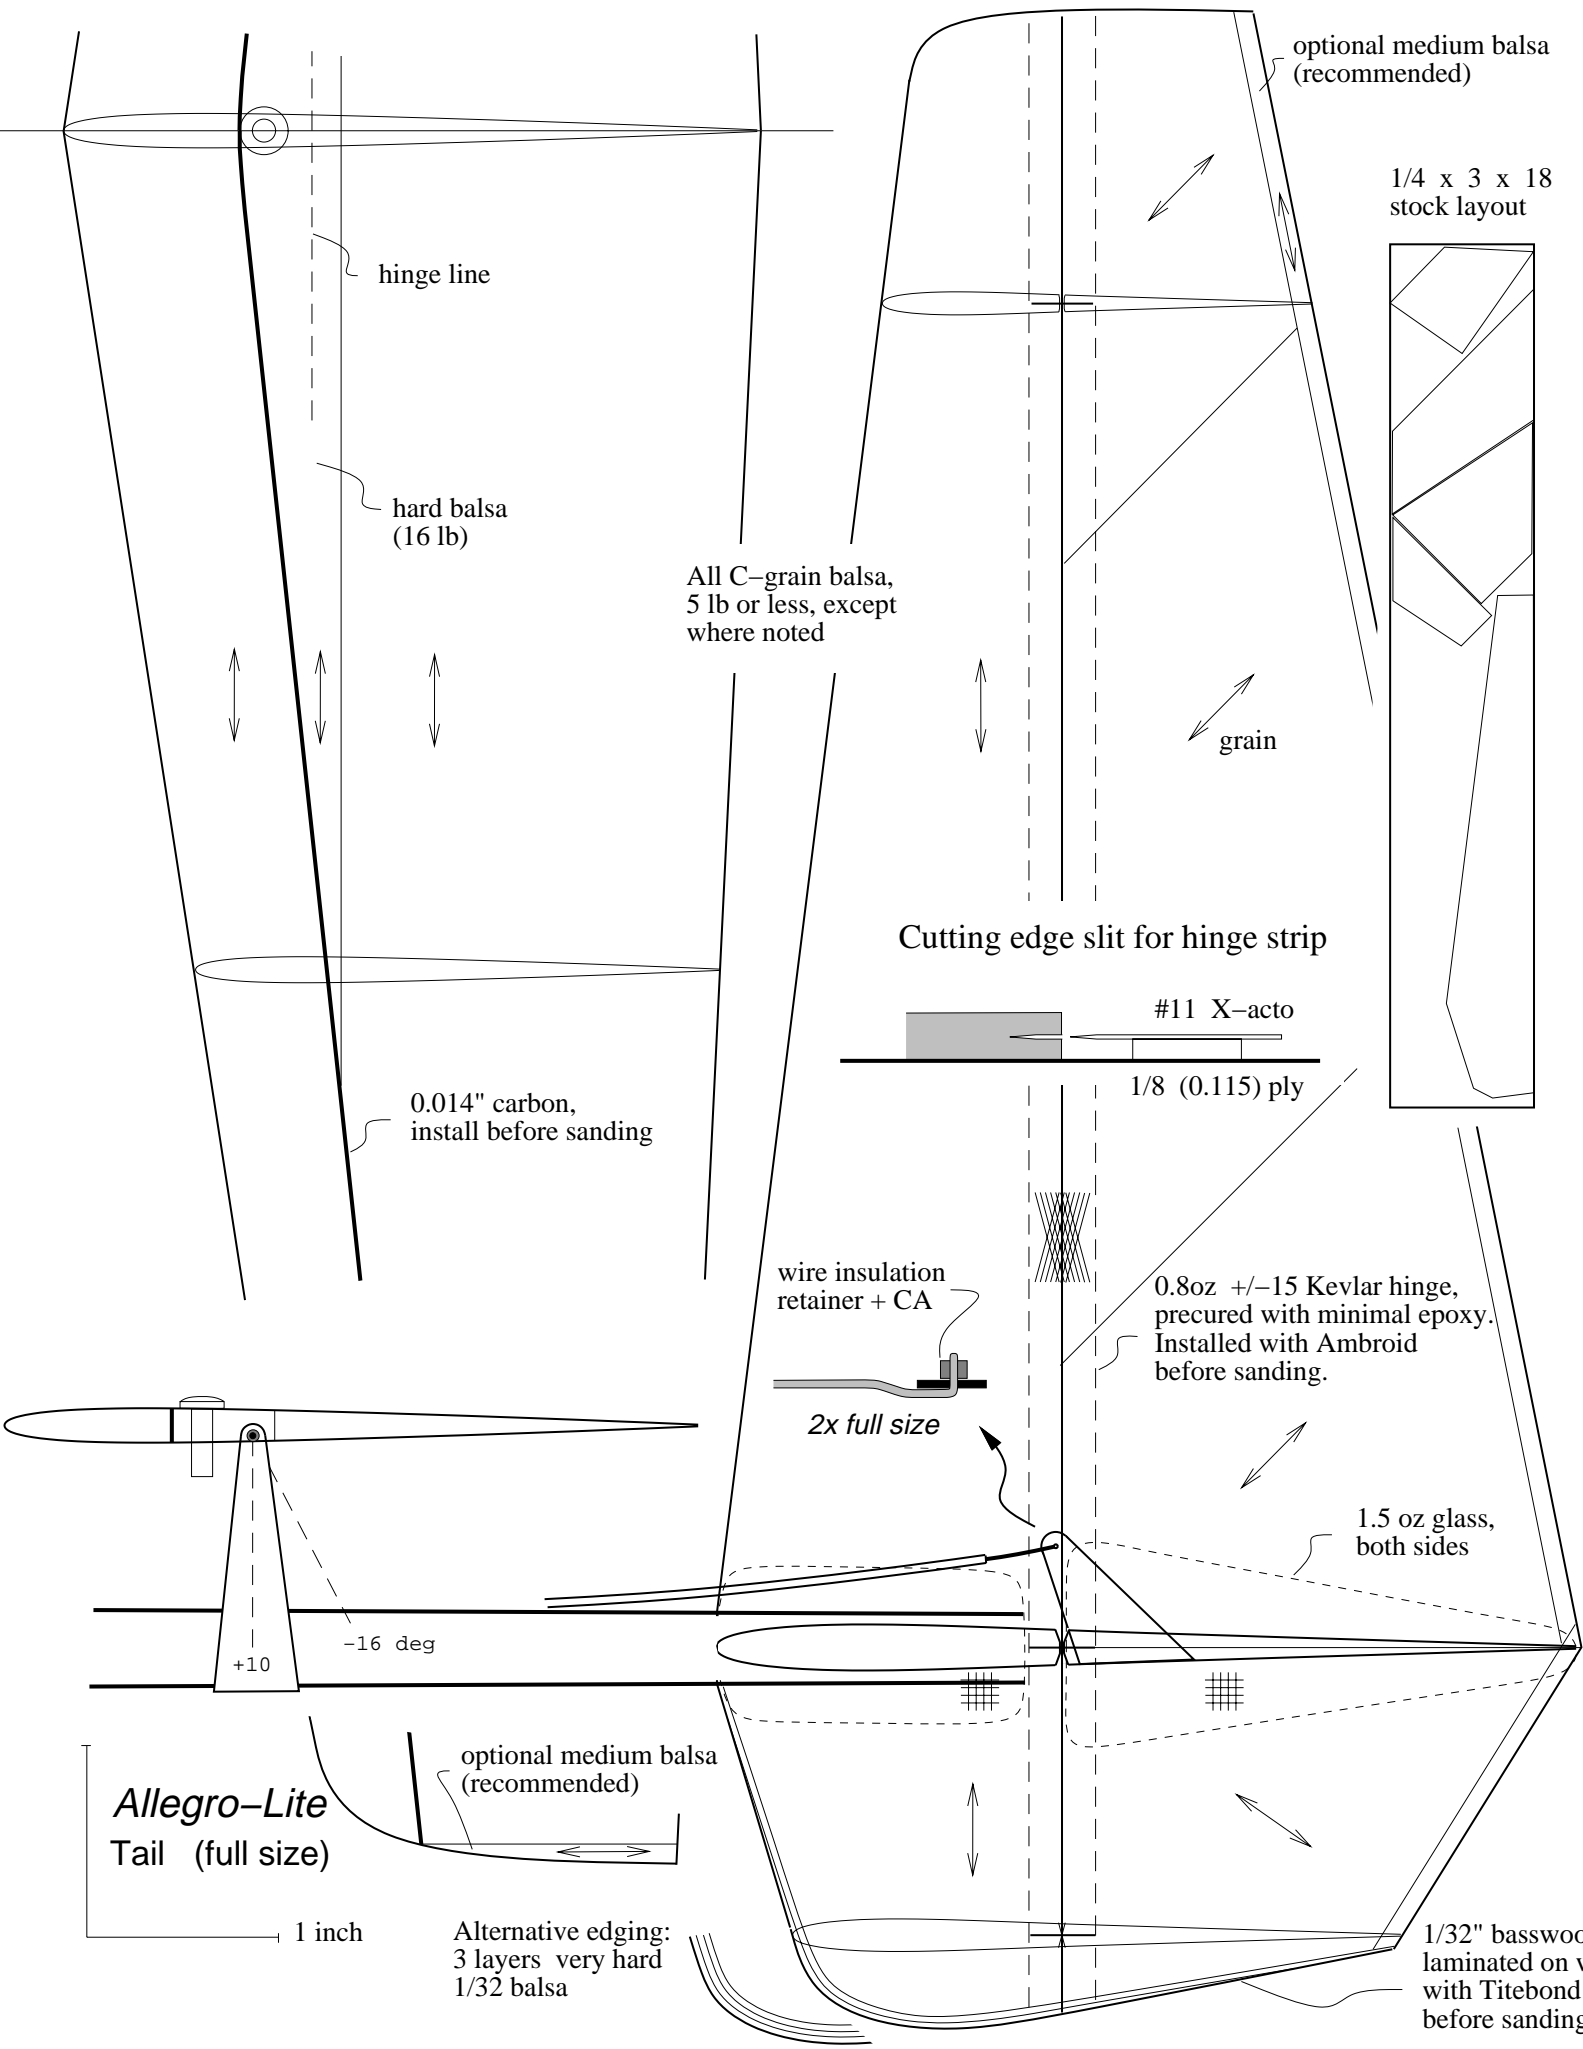 optional medium balsa
(recommended)
1/4 x 3 x 18
stock layout
hinge line
hard balsa
(16 lb)
All C−grain balsa,
5 lb or less, except
where noted
grain
Cutting edge slit for hinge strip
#11 X−acto
1/8 (0.115) ply
0.014" carbon,
install before sanding
wire insulation
retainer + CA
0.8oz +/−15 Kevlar hinge,
precured with minimal epoxy.
Installed with Ambroid
before sanding.
2x full size
1.5 oz glass,
both sides
−16 deg
+10
optional medium balsa
(recommended)
Allegro−Lite
Tail (full size)
1 inch
Alternative edging:
3 layers very hard
1/32 balsa
1/32"
laminated on
with Titebond
before